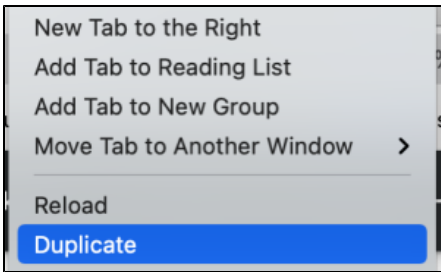 New Tab to the Right
Add Tab to Reading List
Add Tab to New Group
Move Tab to Another Window
Reload
Duplicate